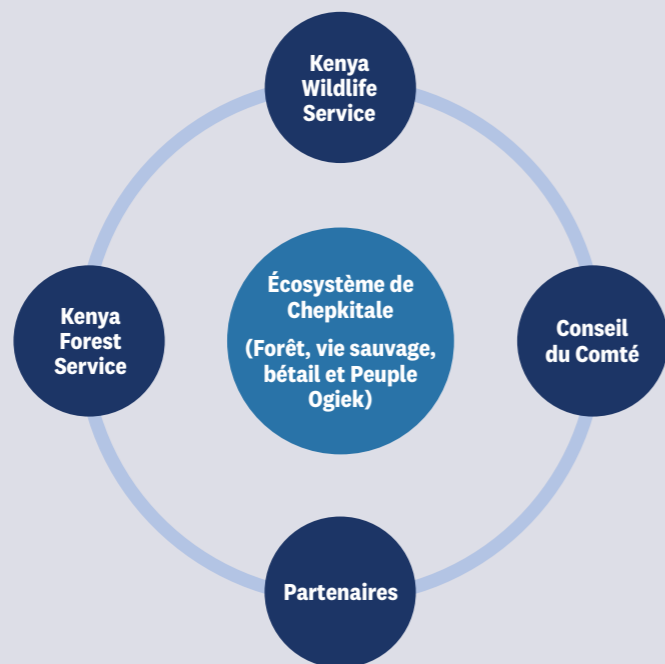 Kenya
Wildlife
Service
Écosystème de
Chepkitale
(Forêt, vie sauvage,
bétail et Peuple
Ogiek)
Kenya
Forest
Service
Conseil
du Comté
Partenaires